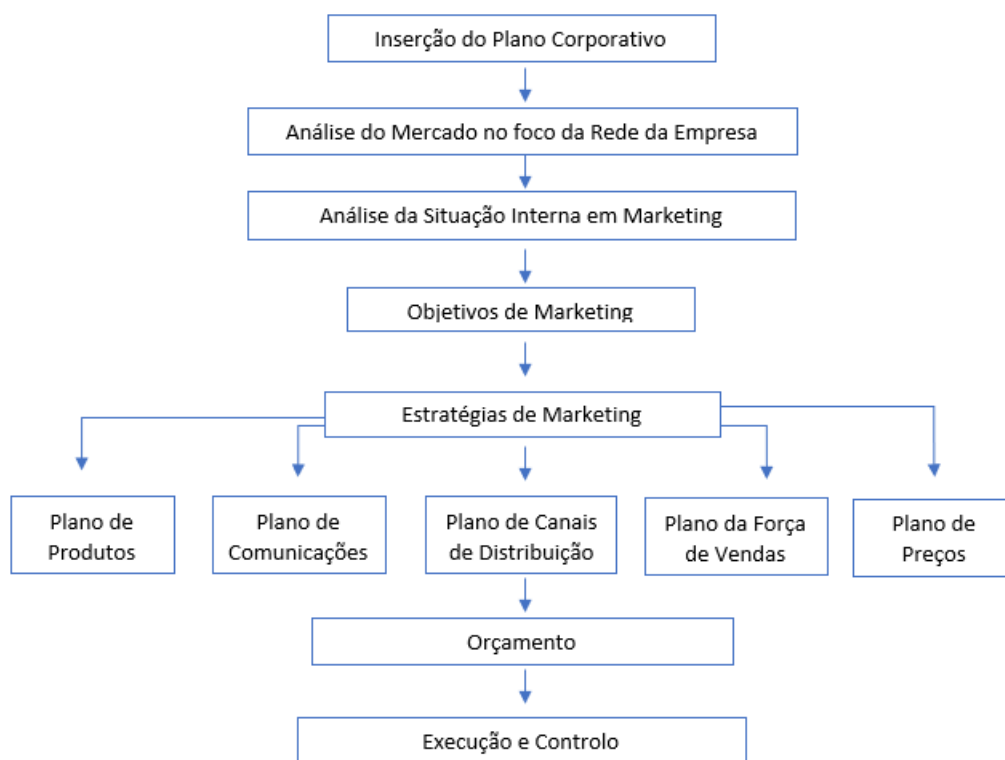 Inserção do Plano Corporativo
Análise do Mercado no foco da Rede da Empresa
Análise da Situação Interna em Marketing
Objetivos de Marketing
Estratégias de Marketing
Plano de
Produtos
Plano de
Comunicações
Plano de Canais
de Distribuição
Plano da Força
de Vendas
Plano de
Preços
Orçamento
Execução e Controlo